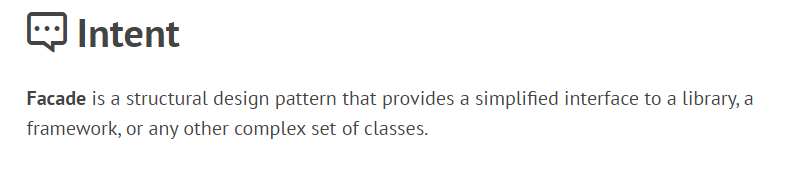 Intent
Facade is a structural design pattern that provides a simplified interface to a library, a
framework, or any other complex set of classes.